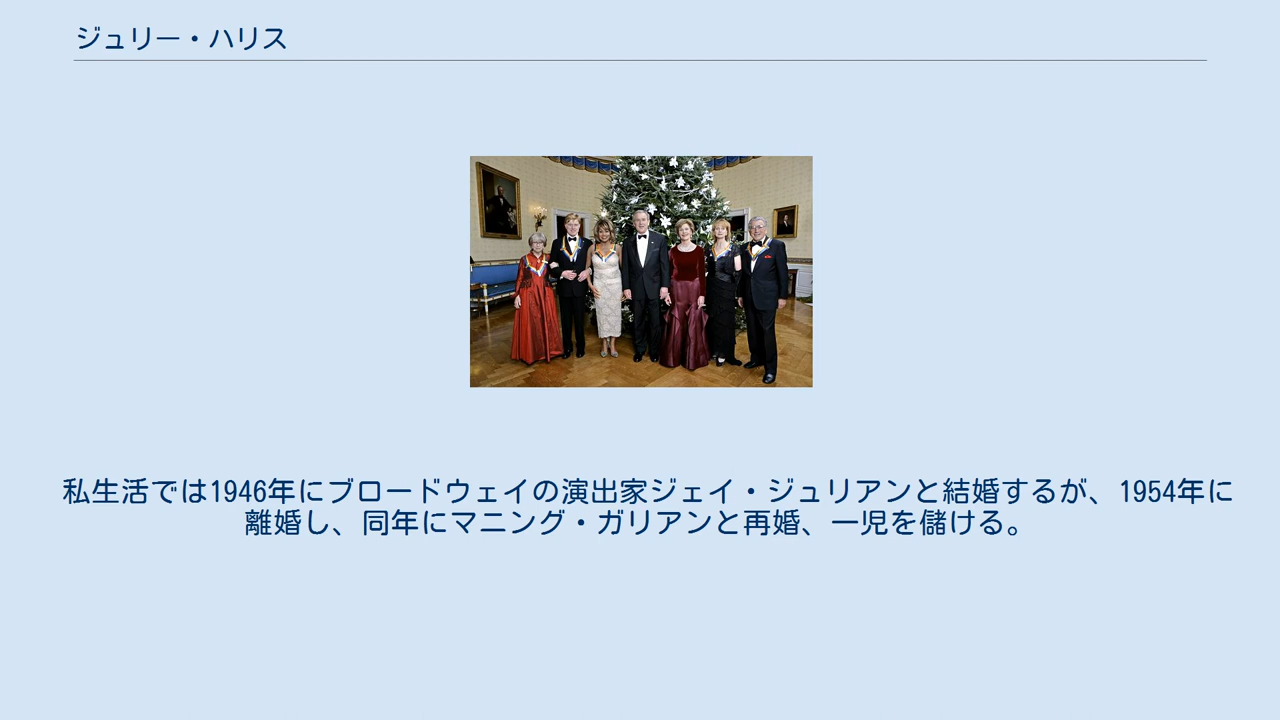 ジュリー・ハリス
私生活では1946年にブロードウェイの演出家ジェイ・ジュリアンと結婚するが、1954年に
離婚し、同年にマニング・ガリアンと再婚、一児を儲ける。